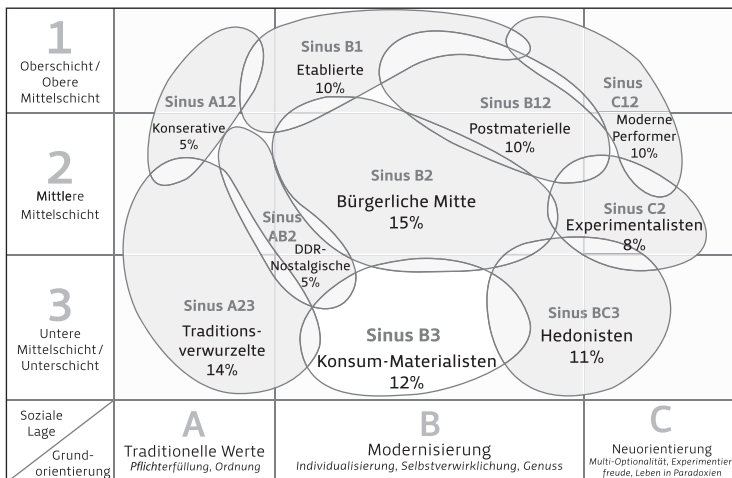 1
Oberschicht/
Obere
Mittelschicht
Sinus B1
Etablierte
10%
Sinus A12
Konserative
5%
Sinus B12
Postmaterielle
10%
Sinus
C12
Moderne
Performer
10%
2
Mittlere
Mittelschicht
Sinus B2
Bürgerliche Mitte
15%
Sinus
AB2
DDR-
Nostalgische
5%
Sinus C2
Experimentalisten
8%
3
Untere
Mittelschicht/
Unterschicht
Sinus A23
Traditions-
verwurzelte
14%
Sinus B3
Konsum-Materialisten
12%
Sinus BC3
Hedonisten
11%
Soziale
Lage
Grund-
orientierung
A
Traditionelle Werte
Pflichterfüllung, Ordnung
B
Modernisierung
Individualisierung, Selbstverwirklichung, Genuss
C
Neuorientierung
Multi-Optionalität, Experimentier
freude, Leben in Paradoxien